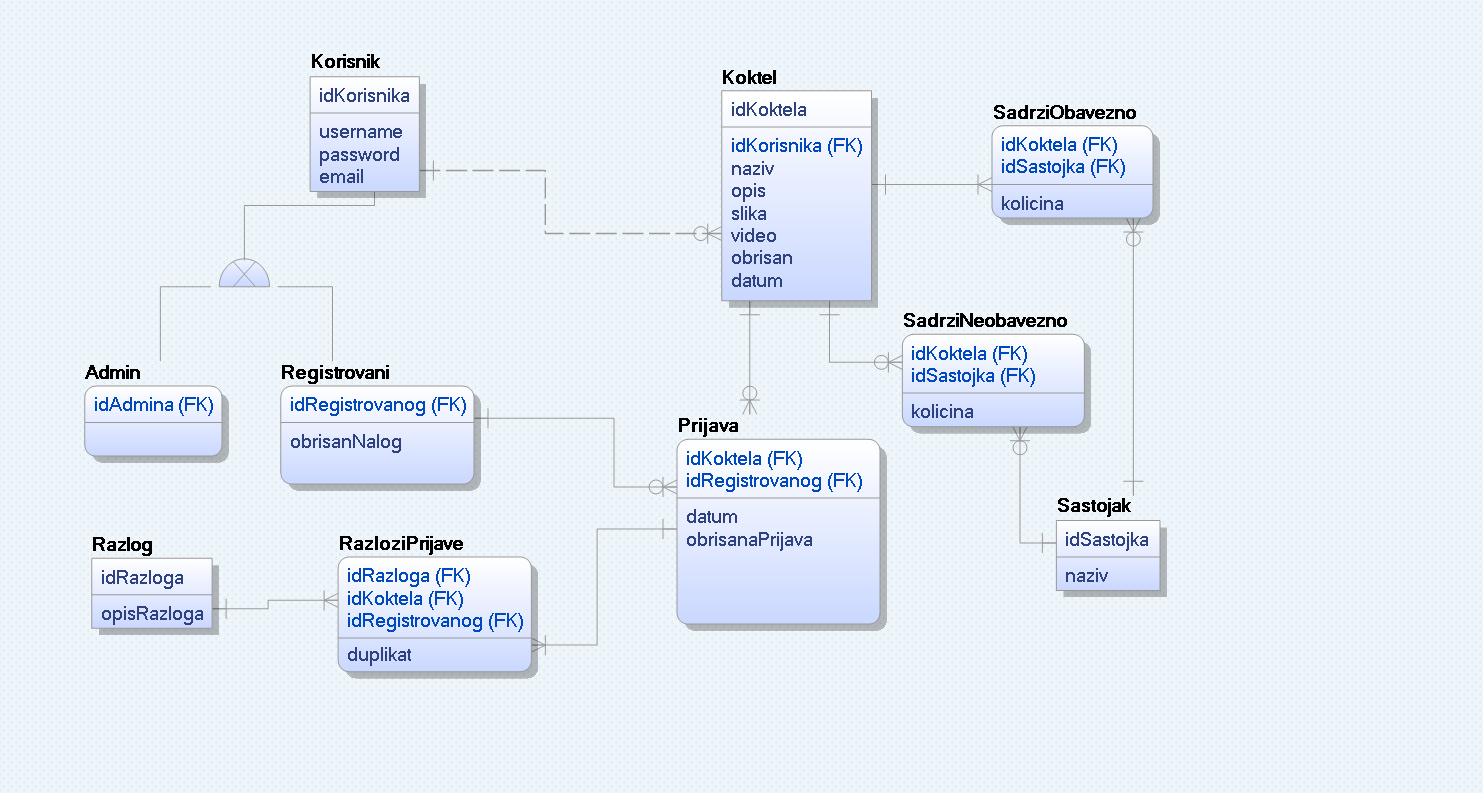 Korisnik
idKorisnika
username
password
email
Koktel
idKoktela
idKorisnika (FK)
naziv
opis
slika
video
obrisan
datum
SadrziObavezno
idKoktela (FK)
idSastojka (FK)
kolicina
SadrziNeobavezno
idKoktela (FK)
idSastojka (FK)
kolicina
Admin
idAdmina (FK)
Registrovani
idRegistrovanog (FK)
obrisanNalog
Prijava
idKoktela (FK)
idRegistrovanog (FK)
datum
obrisanaPrijava
Sastojak
idSastojka
naziv
Razlog
idRazloga
opisRazloga
RazloziPrijave
idRazloga (FK)
idKoktela (FK)
idRegistrovanog (FK)
duplikat